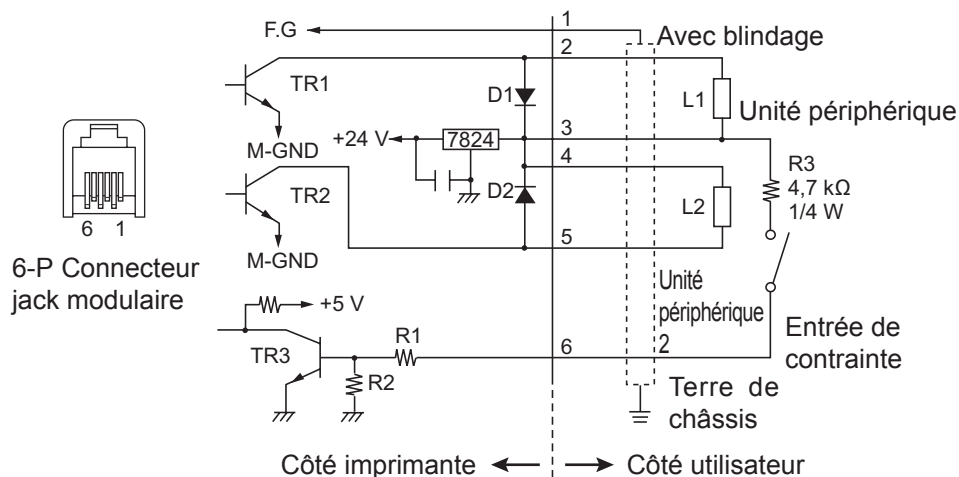 F.G
1
Avec blindage
2
TR1
D1
L1
Unité périphérique
+24 V
7824
3
M-GND
4
R3
4,7 kΩ
1/4 W
TR2
D2
L2
6 1
M-GND
5
6-P Connecteur
jack modulaire
+5 V
Unité
périphérique
2
R1
6
Entrée de
contrainte
TR3
R2
Terre de
châssis
Côté imprimante
Côté utilisateur